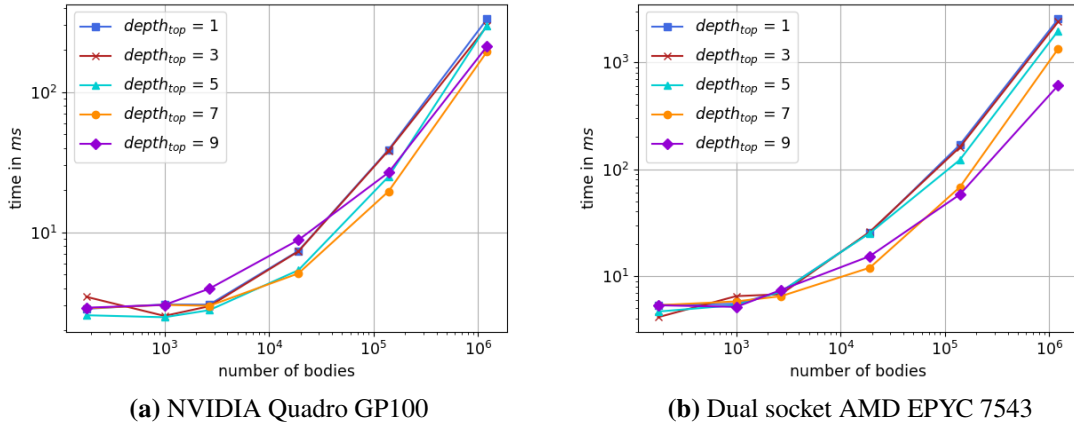 depth_top = 1
depth_top = 3
depth_top = 5
depth_top = 7
depth_top = 9
10^2
10^1
time in ms
10^3 10^4 10^5 10^6
number of bodies
(a) NVIDIA Quadro GP100
depth_top = 1
depth_top = 3
depth_top = 5
depth_top = 7
depth_top = 9
10^3
10^2
10^1
time in ms
10^3 10^4 10^5 10^6
number of bodies
(b) Dual socket AMD EPYC 7543